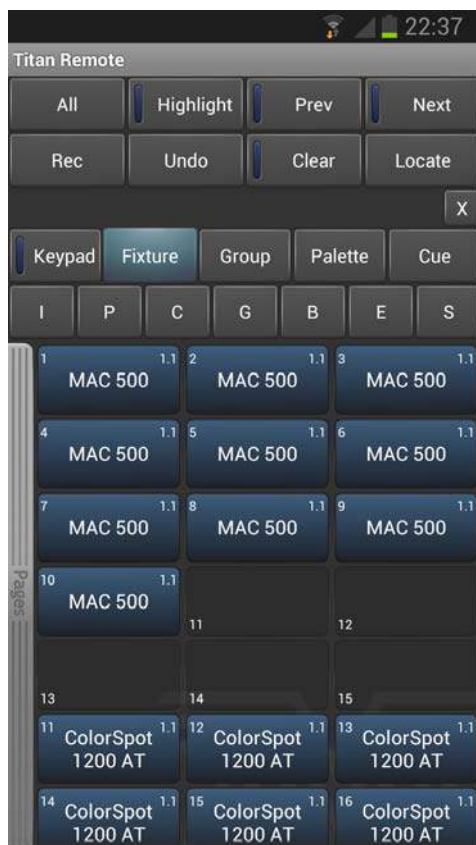 22:37
Titan Remote
All Highlight Prev Next
Rec Undo Clear Locate
X
Keypad Fixture Group Palette Cue
I P C G B E S
Pages
1 1.1 2 1.1 3 1.1
MAC 500 MAC 500 MAC 500
4 1.1 5 1.1 6 1.1
MAC 500 MAC 500 MAC 500
7 1.1 8 1.1 9 1.1
MAC 500 MAC 500 MAC 500
10 1.1
MAC 500
11 12
13 14 15
11 1.1 12 1.1 13 1.1
ColorSpot ColorSpot ColorSpot
1200 AT 1200 AT 1200 AT
14 1.1 15 1.1 16 1.1
ColorSpot ColorSpot ColorSpot
1200 AT 1200 AT 1200 AT